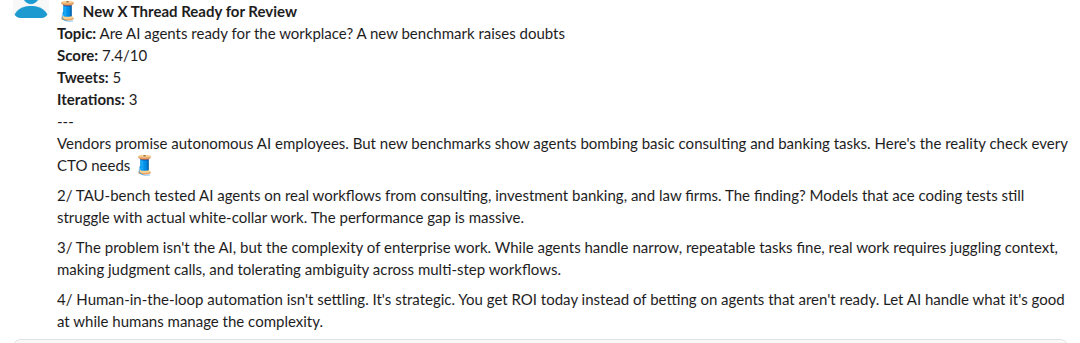 🧵 New X Thread Ready for Review
Topic: Are AI agents ready for the workplace? A new benchmark raises doubts
Score: 7.4/10
Tweets: 5
Iterations: 3
---
Vendors promise autonomous AI employees. But new benchmarks show agents bombing basic consulting and banking tasks. Here's the reality check every
CTO needs 🧵
2/ TAU-bench tested AI agents on real workflows from consulting, investment banking, and law firms. The finding? Models that ace coding tests still
struggle with actual white-collar work. The performance gap is massive.
3/ The problem isn't the AI, but the complexity of enterprise work. While agents handle narrow, repeatable tasks fine, real work requires juggling context,
making judgment calls, and tolerating ambiguity across multi-step workflows.
4/ Human-in-the-loop automation isn't settling. It's strategic. You get ROI today instead of betting on agents that aren't ready. Let AI handle what it's good
at while humans manage the complexity.